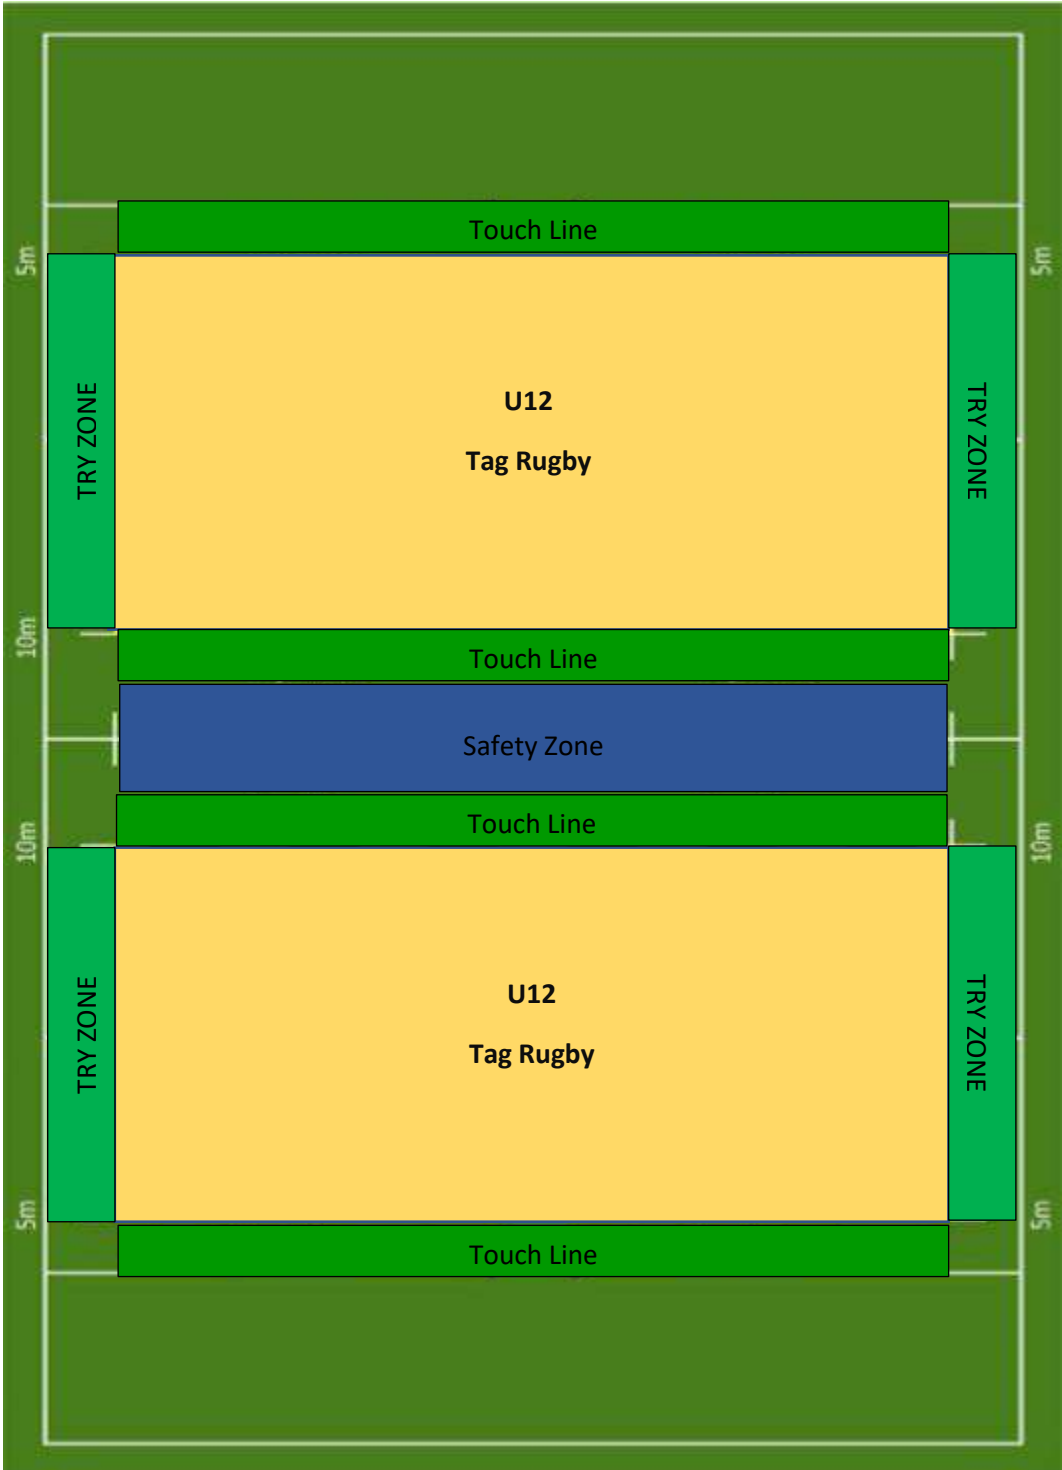 Touch Line
5m
5m
TRY ZONE
U12
Tag Rugby
TRY ZONE
10m
Touch Line
Safety Zone
Touch Line
10m
10m
TRY ZONE
U12
Tag Rugby
TRY ZONE
5m
5m
Touch Line